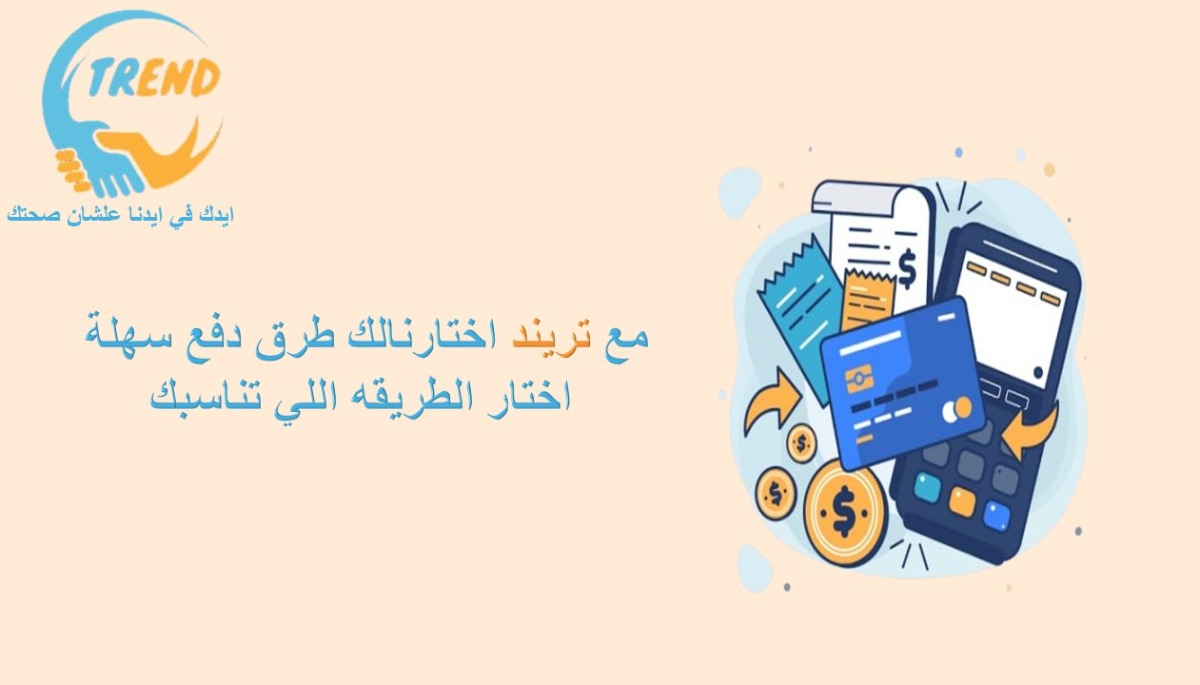 TREND
ايدك في ايدنا علشان صحتك
مع تريند اختارنالك طرق دفع سهلة
اختار الطريقه اللي تناسبك